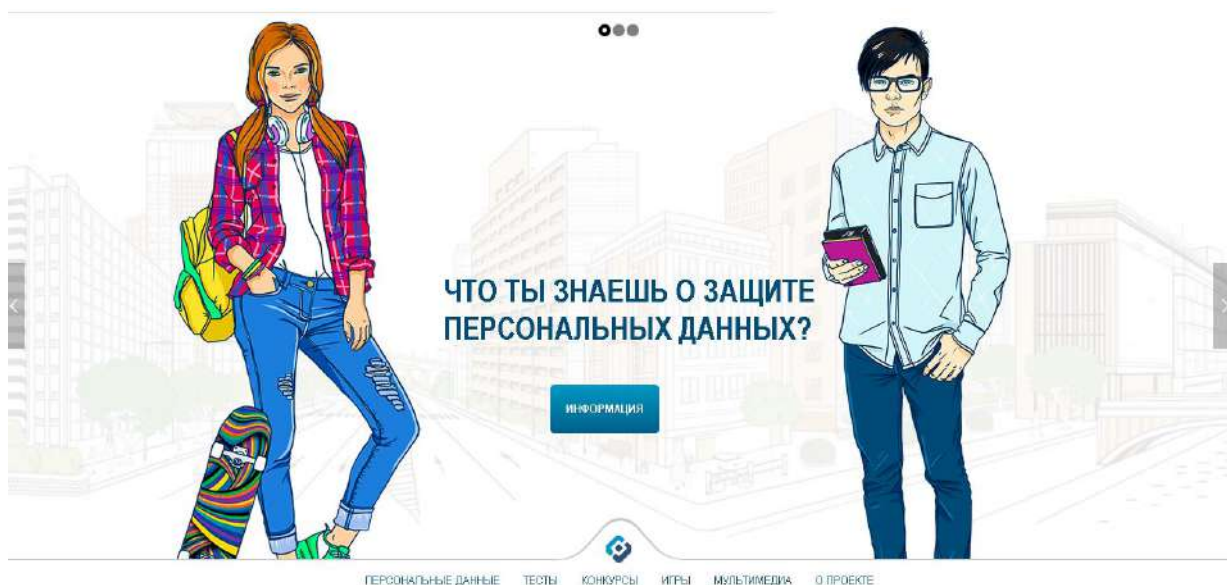 ЧТО ТЫ ЗНАЕШЬ О ЗАЩИТЕ
ПЕРСОНАЛЬНЫХ ДАННЫХ?
ИНФОРМАЦИЯ
ПЕРСОНАЛЬНЫЕ ДАННЫЕ ТЕСТЫ КОНКУРСЫ ИГРЫ МУЛЬТИМЕДИА О ПРОЕКТЕ